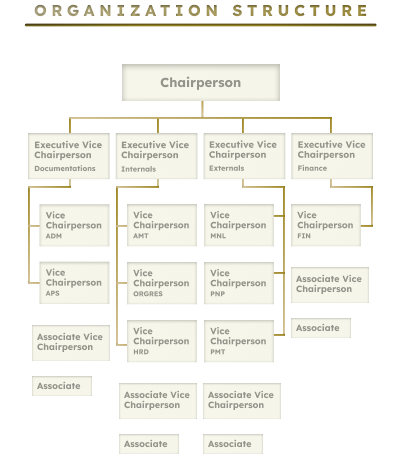 ORGANIZATION STRUCTURE
Chairperson
Executive Vice
Chairperson
Documentations
Executive Vice
Chairperson
Internals
Executive Vice
Chairperson
Externals
Executive Vice
Chairperson
Finance
Vice
Chairperson
ADM
Vice
Chairperson
AMT
Vice
Chairperson
MNL
Vice
Chairperson
FIN
Vice
Chairperson
APS
Vice
Chairperson
ORGRES
Vice
Chairperson
PNP
Associate Vice
Chairperson
Associate Vice
Chairperson
Vice
Chairperson
HRD
Vice
Chairperson
PMT
Associate
Associate
Associate Vice
Chairperson
Associate Vice
Chairperson
Associate
Associate